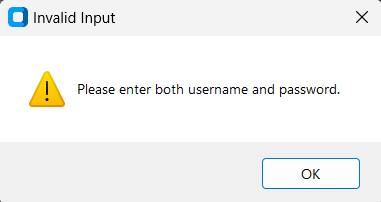 Invalid Input
Please enter both username and password.
OK